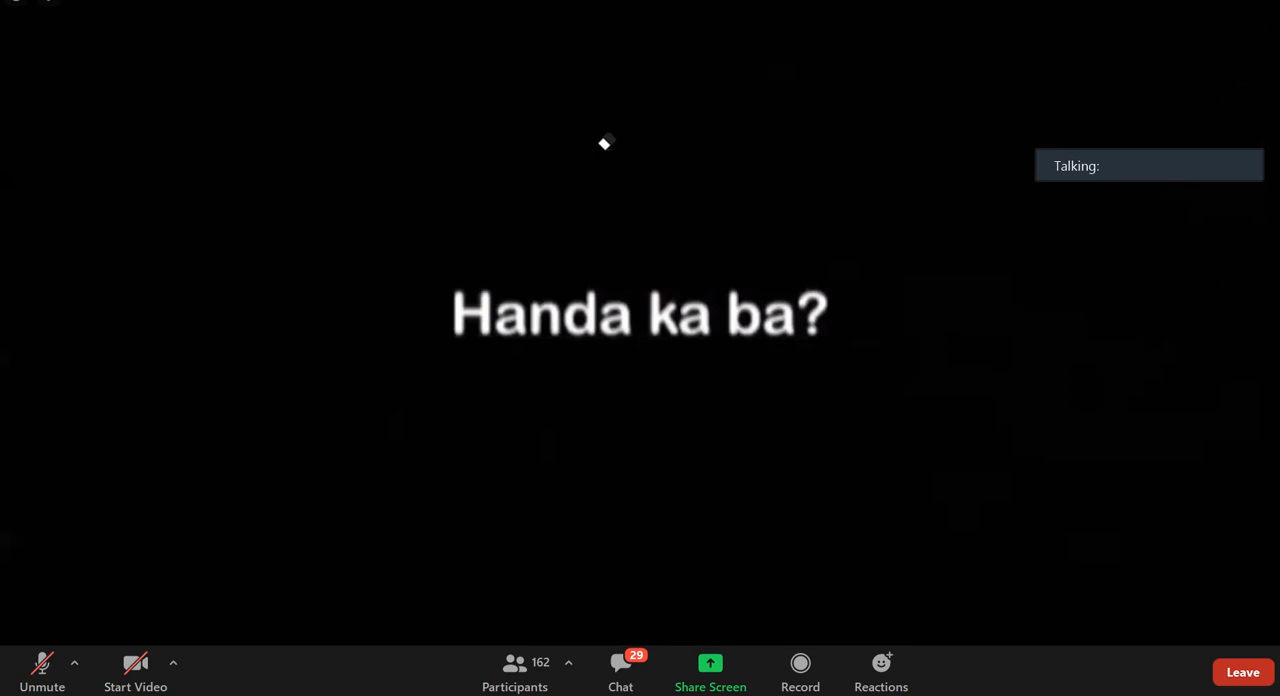 Talking:
Handa ka ba?
Unmute
Start Video
162
Participants
29
Chat
Share Screen
Record
Reactions
Leave